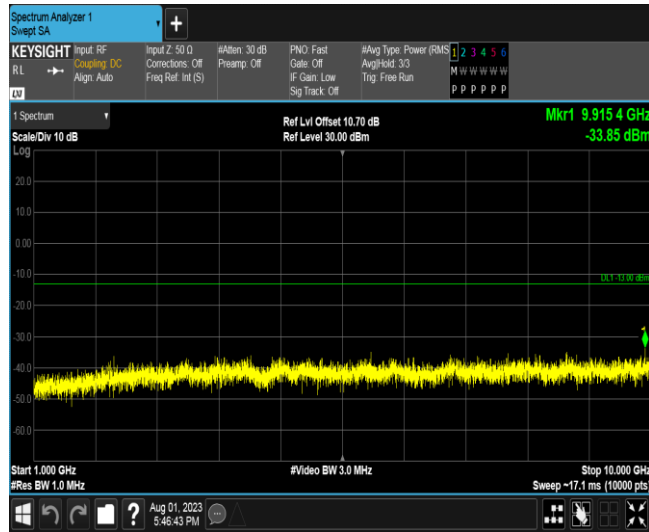 Spectrum Analyzer 1
Swept SA
KEYSIGHT
RL
Input: RF
Coupling: DC
Align: Auto
Input Z: 50 Ω
Corrections: Off
Freq Ref: Int (S)
#Atten: 30 dB
Preamp: Off
PNO: Fast
Gate: Off
IF Gain: Low
Sig Track: Off
#Avg Type: Power (RMS
Avg|Hold: 3/3
Trig: Free Run
1 2 3 4 5 6
M W W W W W
P P P P P P
LXI
1 Spectrum
Scale/Div 10 dB
Ref Lvl Offset 10.70 dB
Ref Level 30.00 dBm
Mkr1 9.915 4 GHz
-33.85 dBm
Log
20.0
10.0
0.00
-10.0
DL1 -13.00 dBm
-20.0
-30.0
-40.0
-50.0
-60.0
Start 1.000 GHz
#Res BW 1.0 MHz
#Video BW 3.0 MHz
Stop 10.000 GHz
Sweep ~17.1 ms (10000 pts)
?
Aug 01, 2023
5:46:43 PM